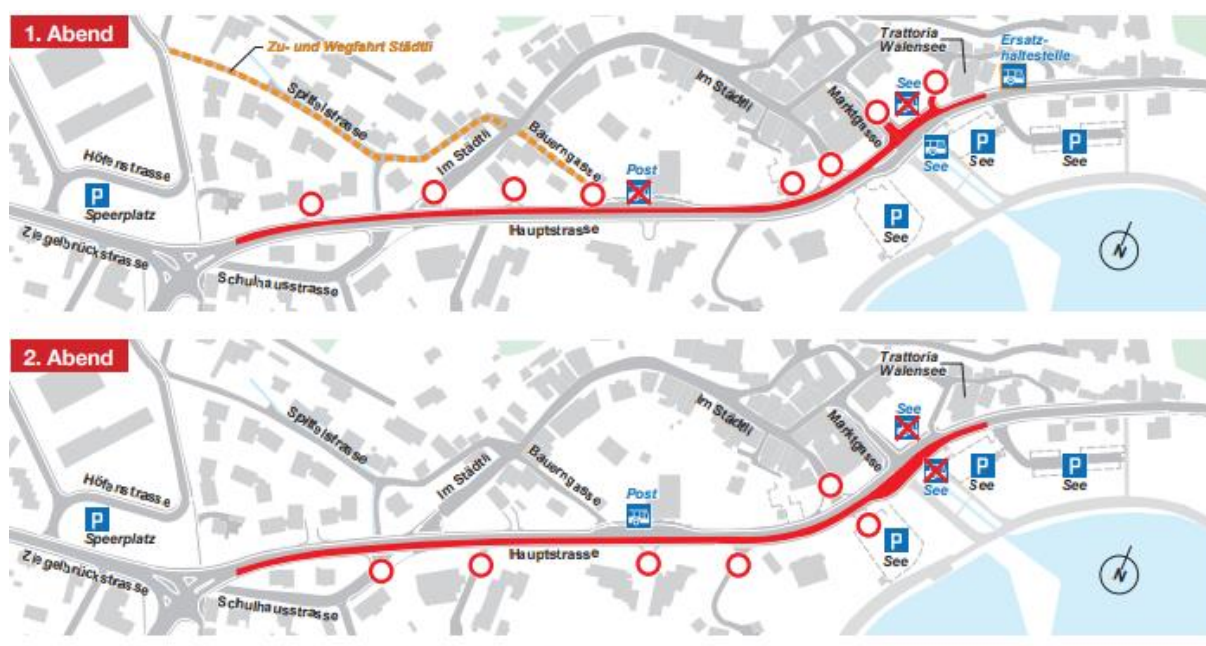 1. Abend
Zu- und Wegfahrt Städtli
Trattoria
Walensee
Ersatz-
haltestelle
See
Im Städtli
Marktgasse
Spittelstrasse
Bauerngasse
Im Städtli
Höfenstrasse
P
Speerplatz
Post
See
P
See
P
See
P
See
Ziegelbrückstrasse
Hauptstrasse
Schulhausstrasse
N
2. Abend
Trattoria
Walensee
See
Im Städtli
Marktgasse
Spittelstrasse
Bauerngasse
Im Städtli
Höfenstrasse
P
Speerplatz
Post
See
P
See
P
See
P
See
Ziegelbrückstrasse
Hauptstrasse
Schulhausstrasse
N